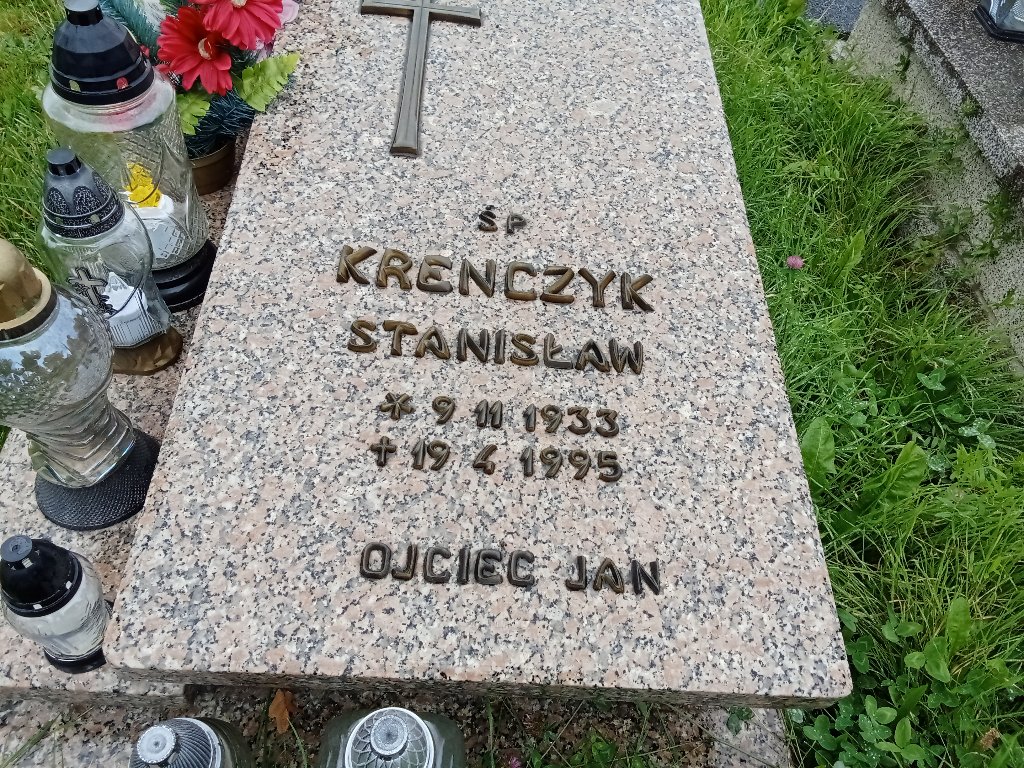 ŚP
KRENCZYK
STANISŁAW
* 9 11 1933
† 19 4 1995
OJCIEC JAN